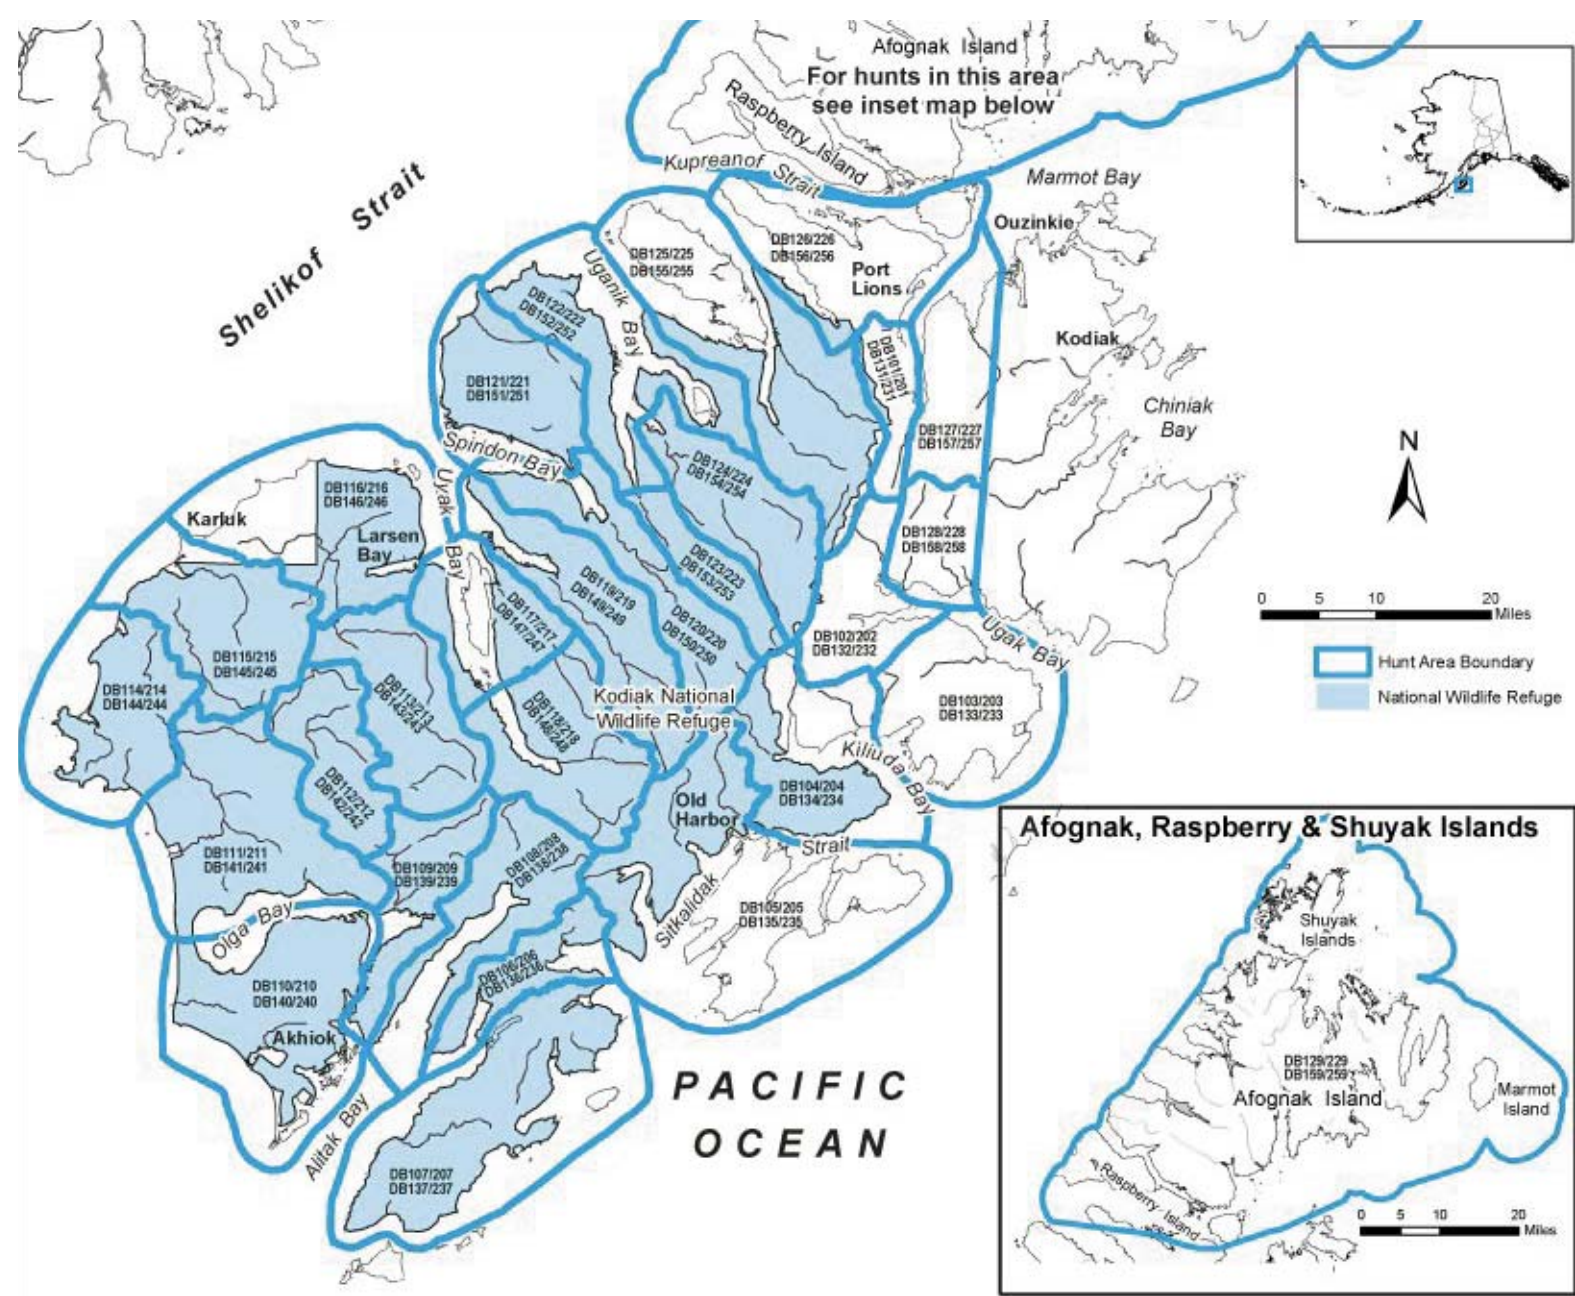 Afognak Island
For hunts in this area
see inset map below
Raspberry Island
Kupreanof Strait
Marmot Bay
Ouzinkie
Shelikof Strait
DB125/225
DB155/255
DB126/226
DB156/256
Port
Lions
Uganik Bay
DB122/222
DB152/252
Kodiak
DB101/201
DB131/231
DB121/221
DB151/251
Chiniak
Bay
DB127/227
DB157/257
Spiridon Bay
N
DB124/224
DB154/254
Uyak Bay
DB116/216
DB146/246
Karluk
Larsen
Bay
DB128/228
DB158/258
DB123/223
DB153/253
DB119/219
DB149/249
0 5 10 20
Miles
DB117/217
DB147/247
DB120/220
DB150/250
DB102/202
DB132/232
Ugak Bay
Hunt Area Boundary
National Wildlife Refuge
DB115/215
DB145/245
DB114/214
DB144/244
DB113/213
DB143/243
Kodiak National
Wildlife Refuge
DB118/218
DB148/248
DB103/203
DB133/233
Kiliuda Bay
DB112/212
DB142/242
DB104/204
DB134/234
Old
Harbor
Strait
Sitkalidak
DB111/211
DB141/241
DB109/209
DB139/239
DB108/208
DB138/238
Olga Bay
DB105/205
DB135/235
DB106/206
DB136/236
DB110/210
DB140/240
Akhiok
Alitak Bay
PACIFIC
OCEAN
DB107/207
DB137/237
Afognak, Raspberry & Shuyak Islands
Shuyak
Islands
DB129/229
DB159/259
Afognak Island
Marmot
Island
Raspberry Island
0 5 10 20
Miles